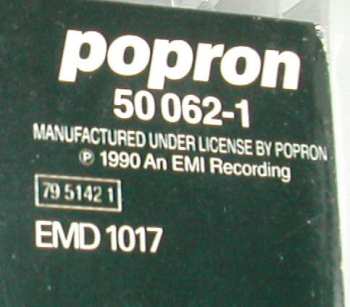 popron
50 062-1
MANUFACTURED UNDER LICENSE BY POPRON
℗ 1990 An EMI Recording
79 5142 1
EMD 1017